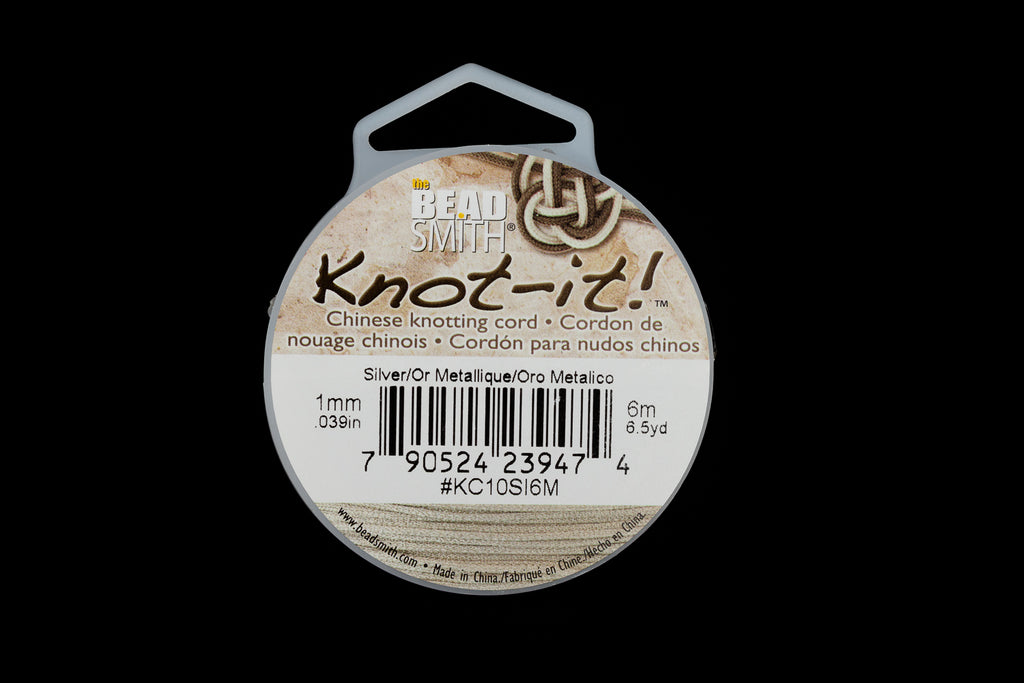 the
BEAD
SMITH®
Knot-it!™
Chinese knotting cord • Cordon de
nouage chinois • Cordón para nudos chinos
Silver/Or Metallique/Oro Metalico
1mm
.039in
6m
6.5yd
7 90524 23947 4
#KC10SI6M
www.beadsmith.com • Made in China./Fabriqué en Chine./Hecho en China.